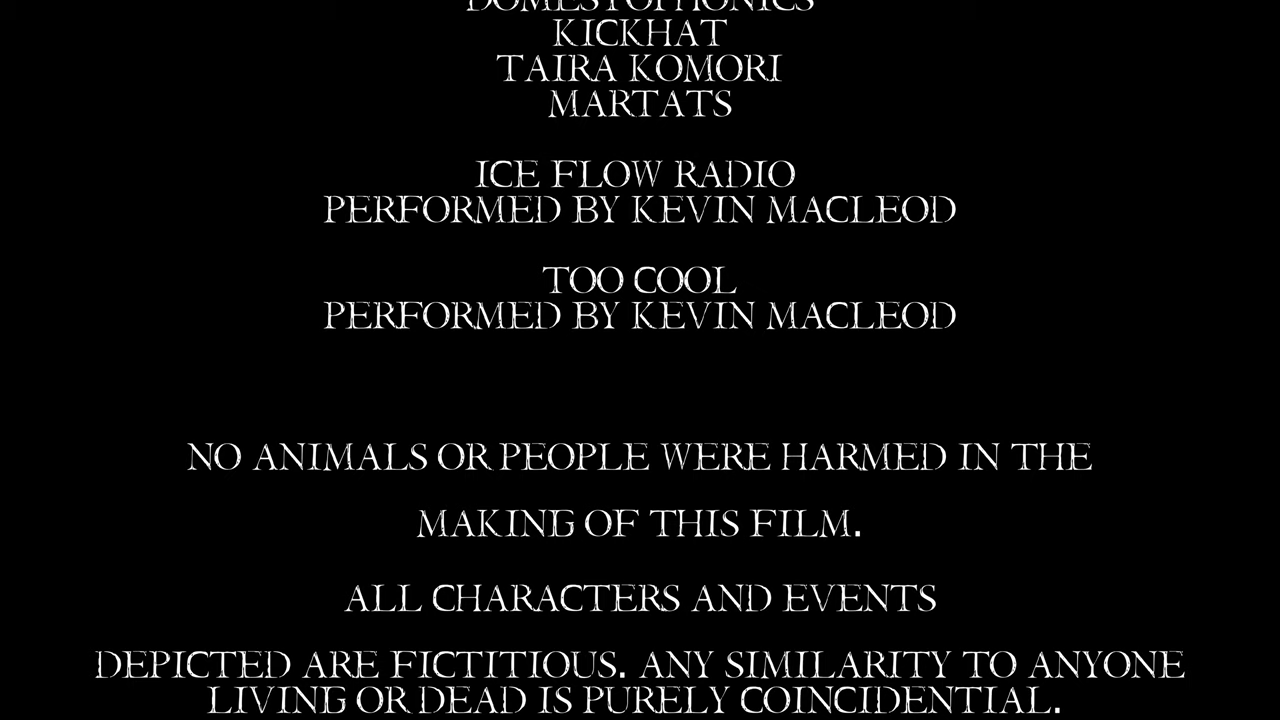 DOMESTOPHONICS
KICKHAT
TAIRA KOMORI
MARTATS
ICE FLOW RADIO
PERFORMED BY KEVIN MACLEOD
TOO COOL
PERFORMED BY KEVIN MACLEOD
NO ANIMALS OR PEOPLE WERE HARMED IN THE
MAKING OF THIS FILM.
ALL CHARACTERS AND EVENTS
DEPICTED ARE FICTITIOUS. ANY SIMILARITY TO ANYONE
LIVING OR DEAD IS PURELY COINCIDENTIAL.